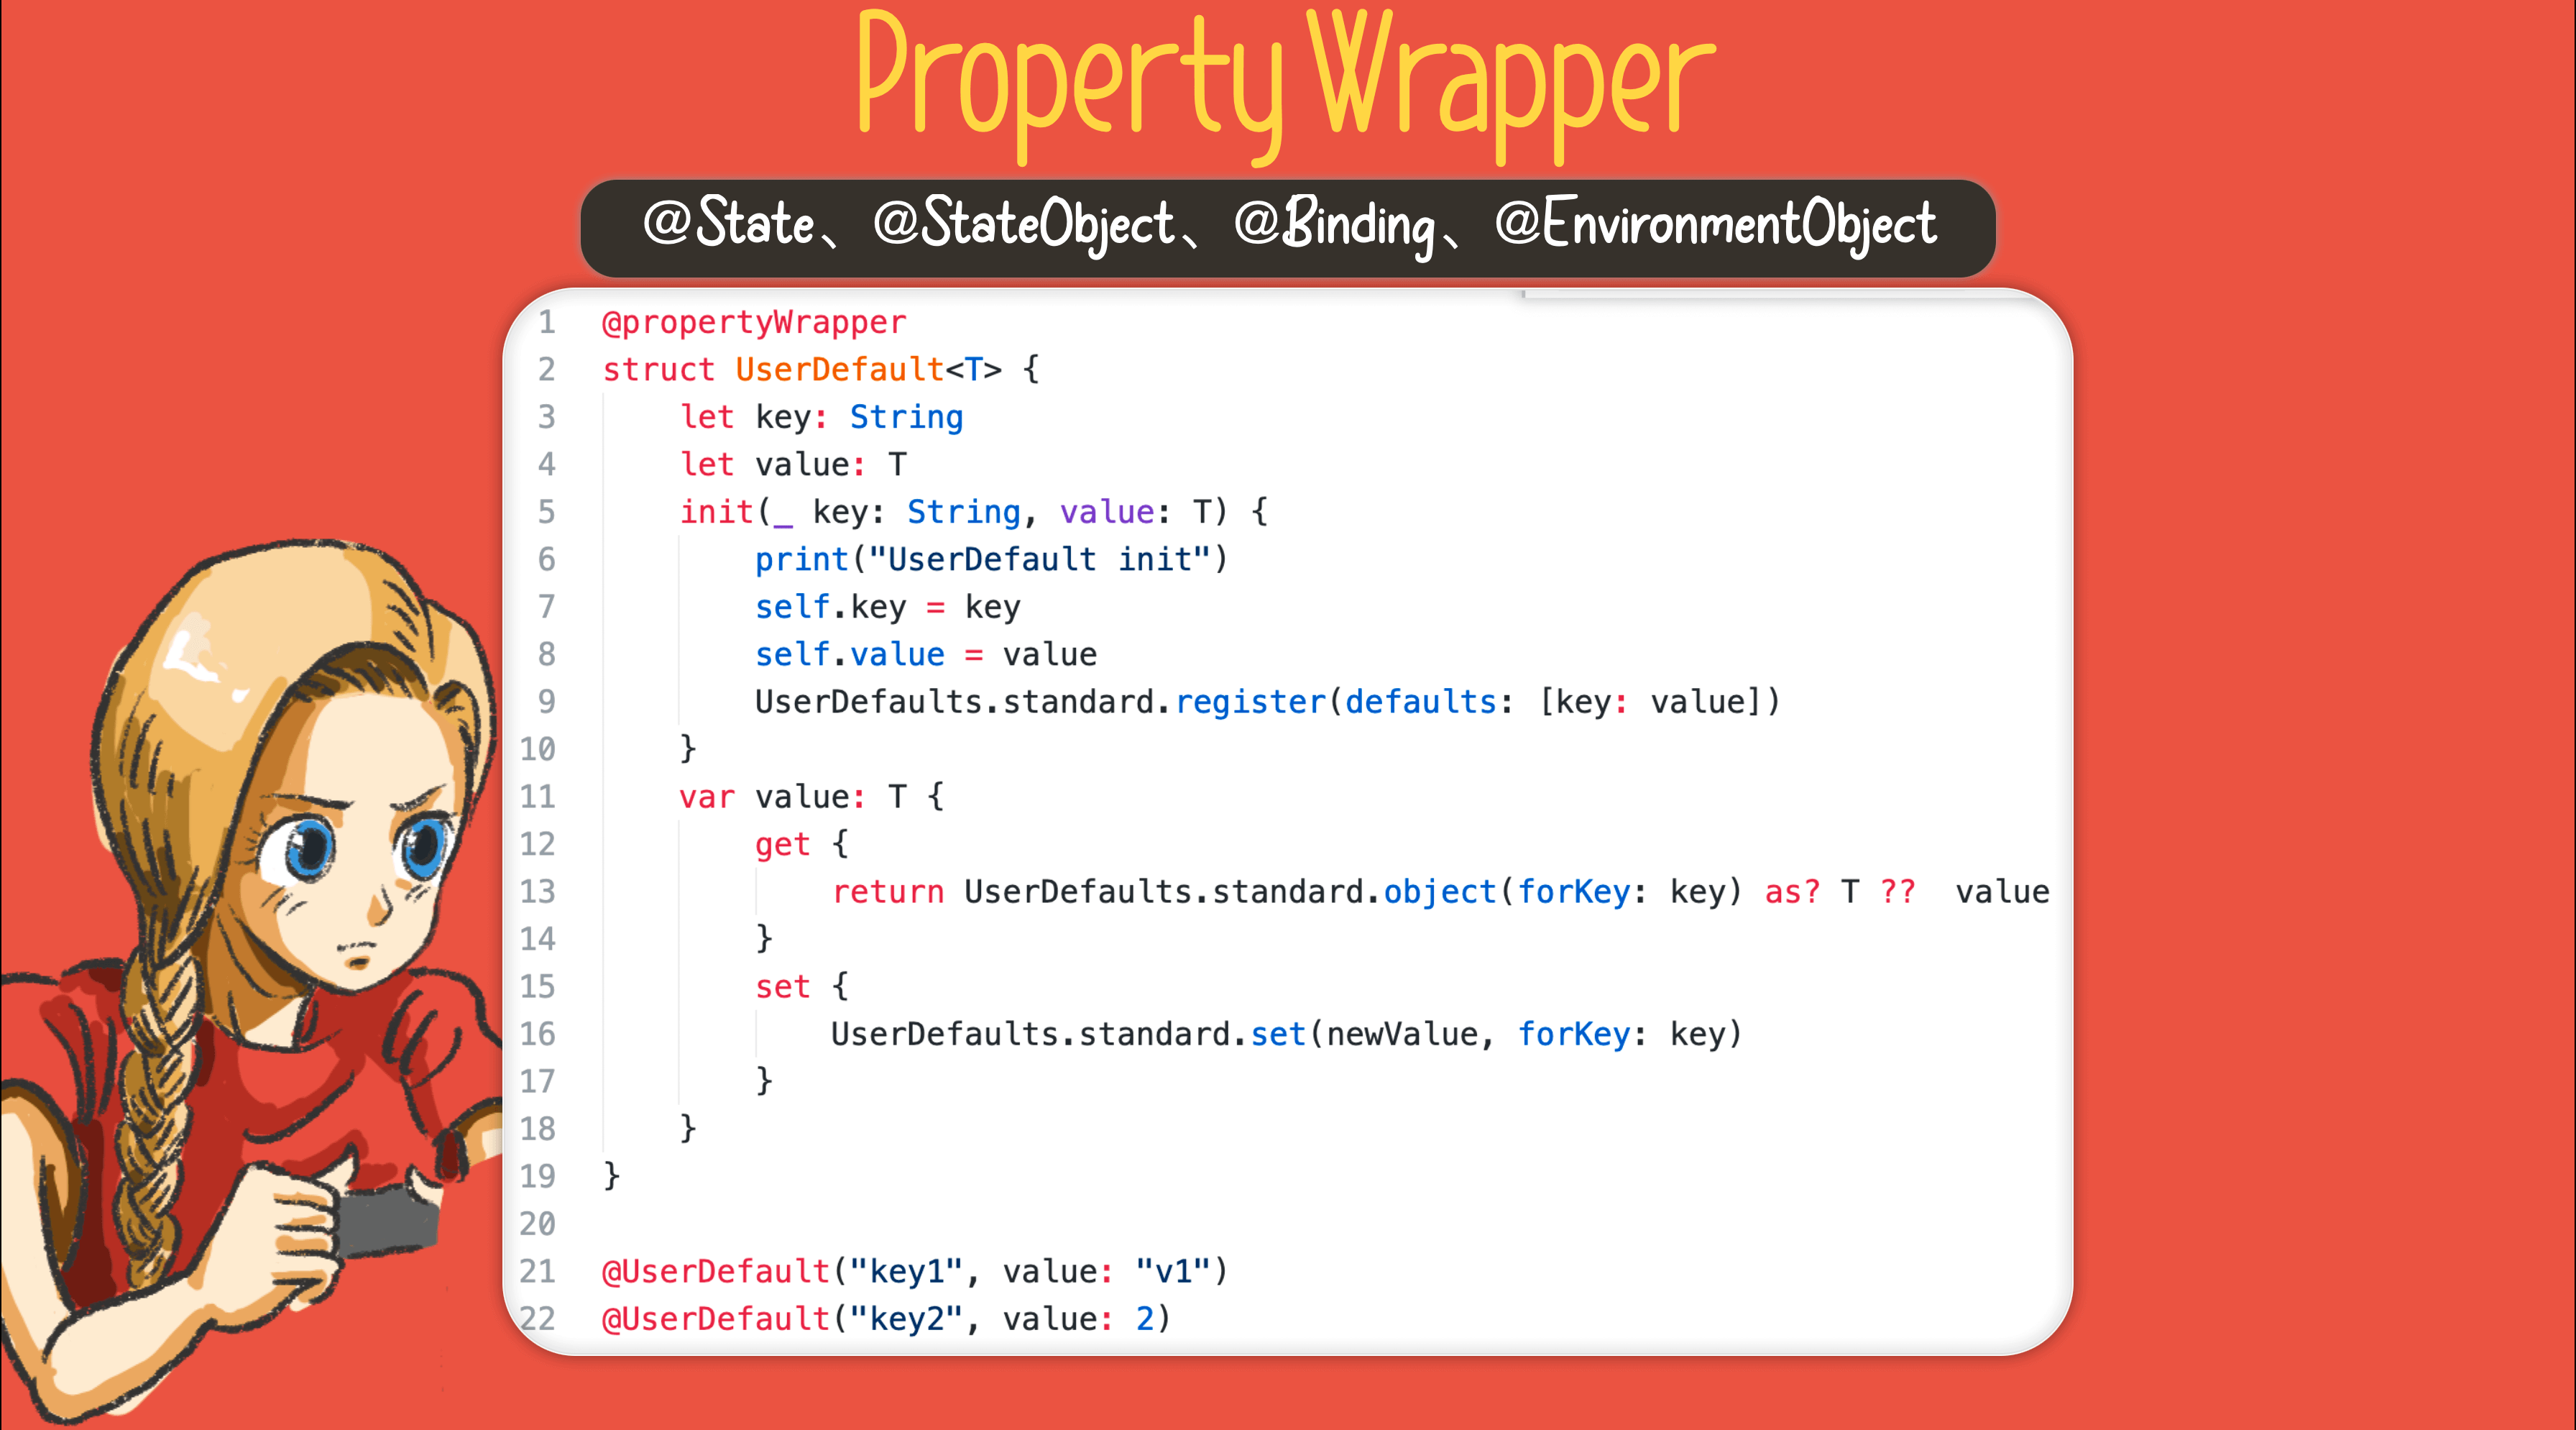 Property Wrapper
@State、@StateObject、@Binding、@EnvironmentObject
1 @propertyWrapper
2 struct UserDefault<T> {
3 let key: String
4 let value: T
5 init(_ key: String, value: T) {
6 print("UserDefault init")
7 self.key = key
8 self.value = value
9 UserDefaults.standard.register(defaults: [key: value])
10 }
11 var value: T {
12 get {
13 return UserDefaults.standard.object(forKey: key) as? T ??  value
14 }
15 set {
16 UserDefaults.standard.set(newValue, forKey: key)
17 }
18 }
19 }
20
21 @UserDefault("key1", value: "v1")
22 @UserDefault("key2", value: 2)